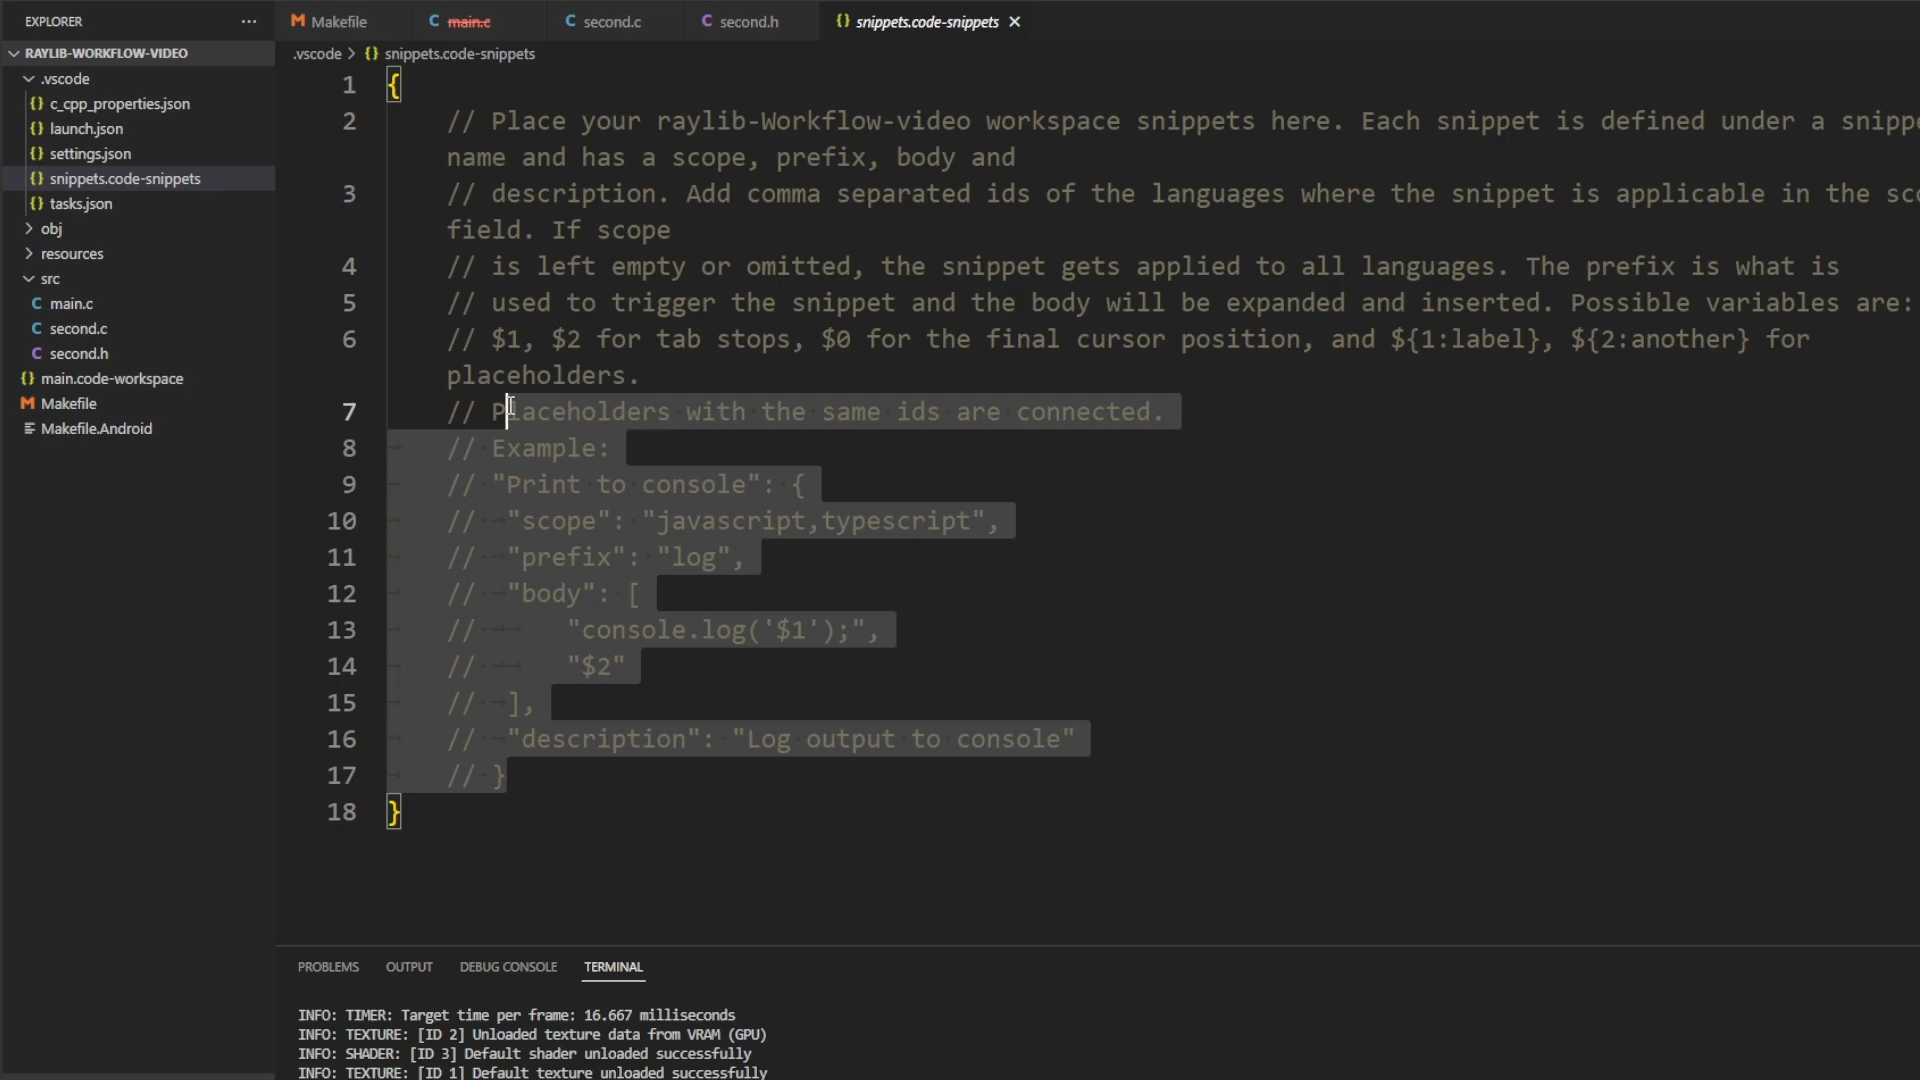 EXPLORER
···
Makefile
main.c
second.c
second.h
snippets.code-snippets
RAYLIB-WORKFLOW-VIDEO
.vscode
c_cpp_properties.json
launch.json
settings.json
snippets.code-snippets
tasks.json
obj
resources
src
main.c
second.c
second.h
main.code-workspace
Makefile
Makefile.Android
.vscode > {} snippets.code-snippets
1 {
2 // Place your raylib-Workflow-video workspace snippets here. Each snippet is defined under a
name and has a scope, prefix, body and
3 // description. Add comma separated ids of the languages where the snippet is applicable in the
field. If scope
4 // is left empty or omitted, the snippet gets applied to all languages. The prefix is what is
5 // used to trigger the snippet and the body will be expanded and inserted. Possible variables are:
6 // $1, $2 for tab stops, $0 for the final cursor position, and ${1:label}, ${2:another} for
placeholders.
7 // Placeholders with the same ids are connected.
8 // Example:
9 // "Print to console": {
10 // "scope": "javascript,typescript",
11 // "prefix": "log",
12 // "body": [
13 // "console.log('$1');",
14 // "$2"
15 // ],
16 // "description": "Log output to console"
17 // }
18 }
PROBLEMS OUTPUT DEBUG CONSOLE TERMINAL
INFO: TIMER: Target time per frame: 16.667 milliseconds
INFO: TEXTURE: [ID 2] Unloaded texture data from VRAM (GPU)
INFO: SHADER: [ID 3] Default shader unloaded successfully
INFO: TEXTURE: [ID 1] Default texture unloaded successfully